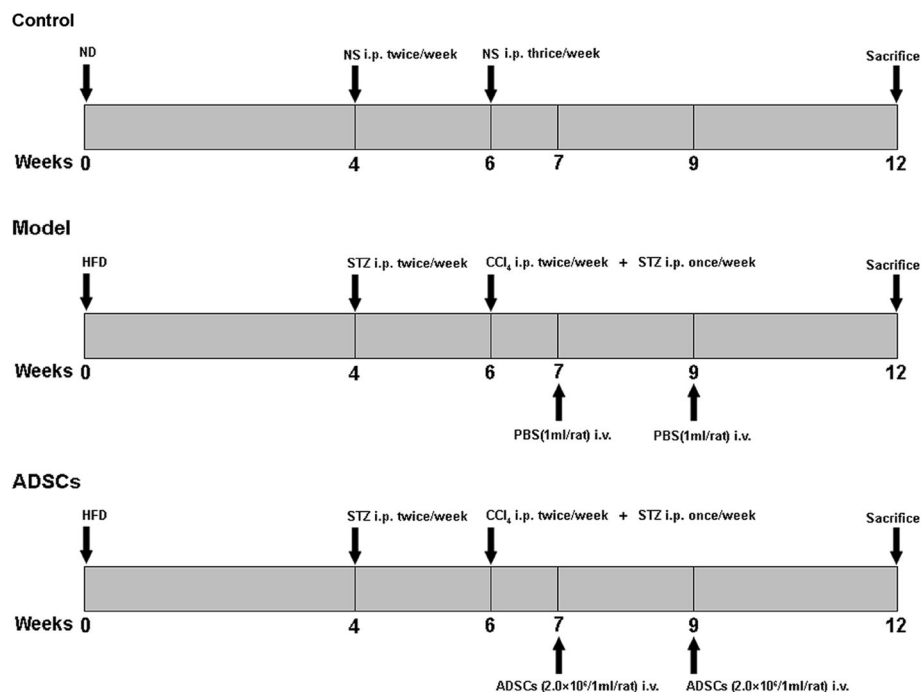 Control
ND
NS i.p. twice/week NS i.p. thrice/week Sacrifice
Weeks 0 4 6 7 9 12
Model
HFD STZ i.p. twice/week CCl₄ i.p. twice/week + STZ i.p. once/week Sacrifice
Weeks 0 4 6 7 9 12
PBS(1ml/rat) i.v. PBS(1ml/rat) i.v.
ADSCs
HFD STZ i.p. twice/week CCl₄ i.p. twice/week + STZ i.p. once/week Sacrifice
Weeks 0 4 6 7 9 12
ADSCs (2.0×10⁶/1ml/rat) i.v. ADSCs (2.0×10⁶/1ml/rat) i.v.